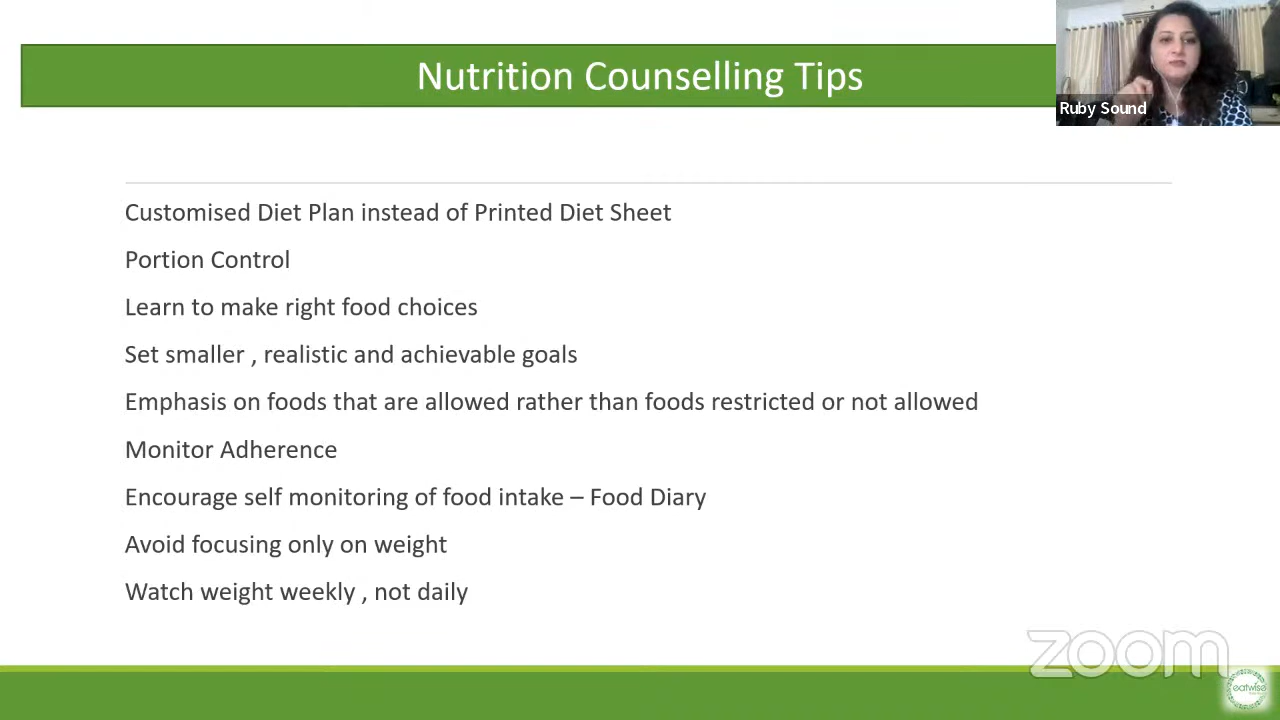 Nutrition Counselling Tips
Ruby Sound
Customised Diet Plan instead of Printed Diet Sheet
Portion Control
Learn to make right food choices
Set smaller , realistic and achievable goals
Emphasis on foods that are allowed rather than foods restricted or not allowed
Monitor Adherence
Encourage self monitoring of food intake – Food Diary
Avoid focusing only on weight
Watch weight weekly , not daily
zoom
eatwise